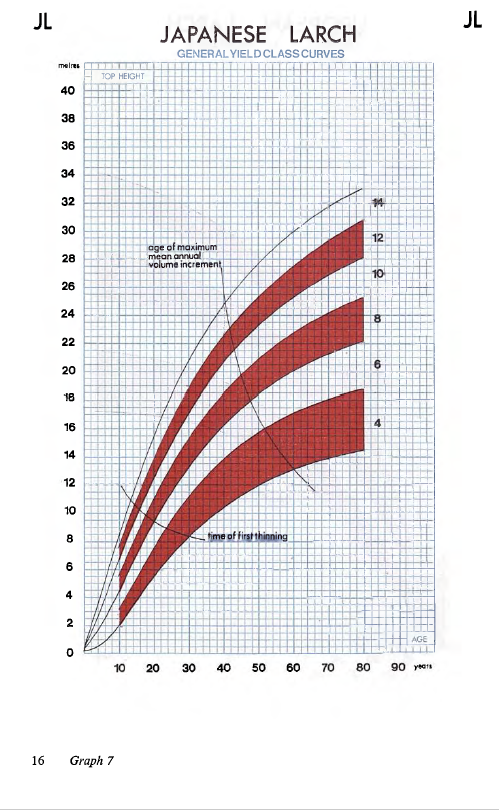 JL
JL
JAPANESE LARCH
GENERAL YIELD CLASS CURVES
metres
TOP HEIGHT
40
38
36
34
32
30
28
26
24
22
20
18
16
14
12
10
8
6
4
2
0
age of maximum
mean annual
volume increment
14
12
10
8
6
4
time of first thinning
AGE
10 20 30 40 50 60 70 80 90 years
16 Graph 7